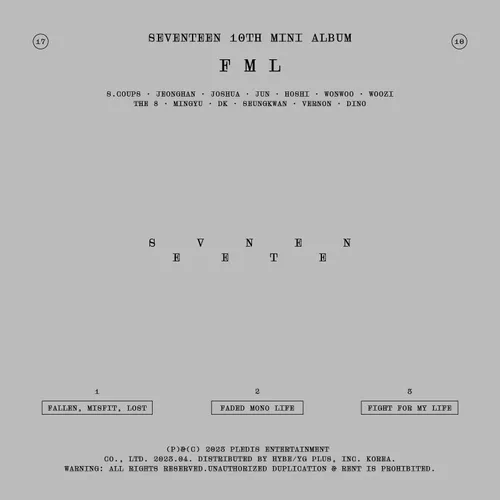 17
SEVENTEEN 10TH MINI ALBUM
10
F M L
S.COUPS · JEONGHAN · JOSHUA · JUN · HOSHI · WONWOO · WOOZI
THE 8 · MINGYU · DK · SEUNGKWAN · VERNON · DINO
S V N E N
E E T E
1
2
3
FALLEN, MISFIT, LOST
FADED MONO LIFE
FIGHT FOR MY LIFE
(P)&(C) 2023 PLEDIS ENTERTAINMENT
CO., LTD. 2023.04. DISTRIBUTED BY HYBE/YG PLUS, INC. KOREA.
WARNING: ALL RIGHTS RESERVED.UNAUTHORIZED DUPLICATION & RENT IS PROHIBITED.